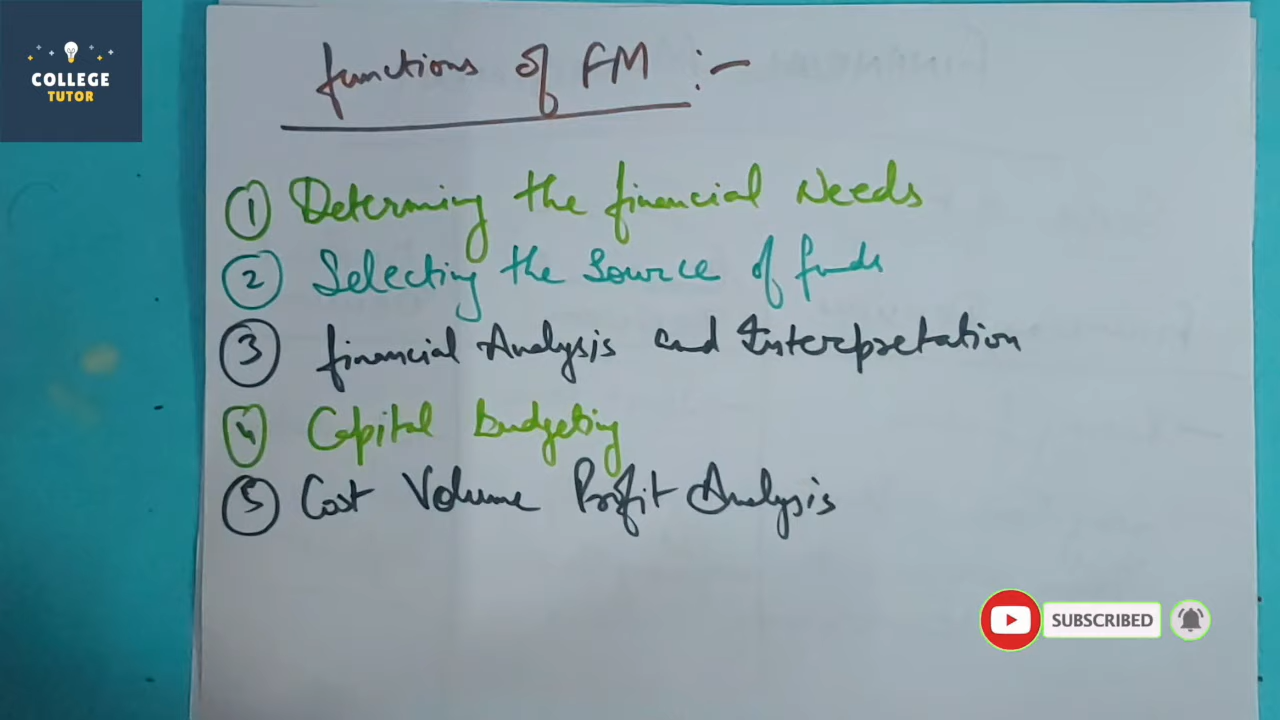 COLLEGE
TUTOR
functions of FM :-
1 Determing the financial Needs
2 Selecting the Source of funds
3 financial Analysis and Interpretation
4 Capital Budgeting
5 Cost Volume Profit Analysis
SUBSCRIBED